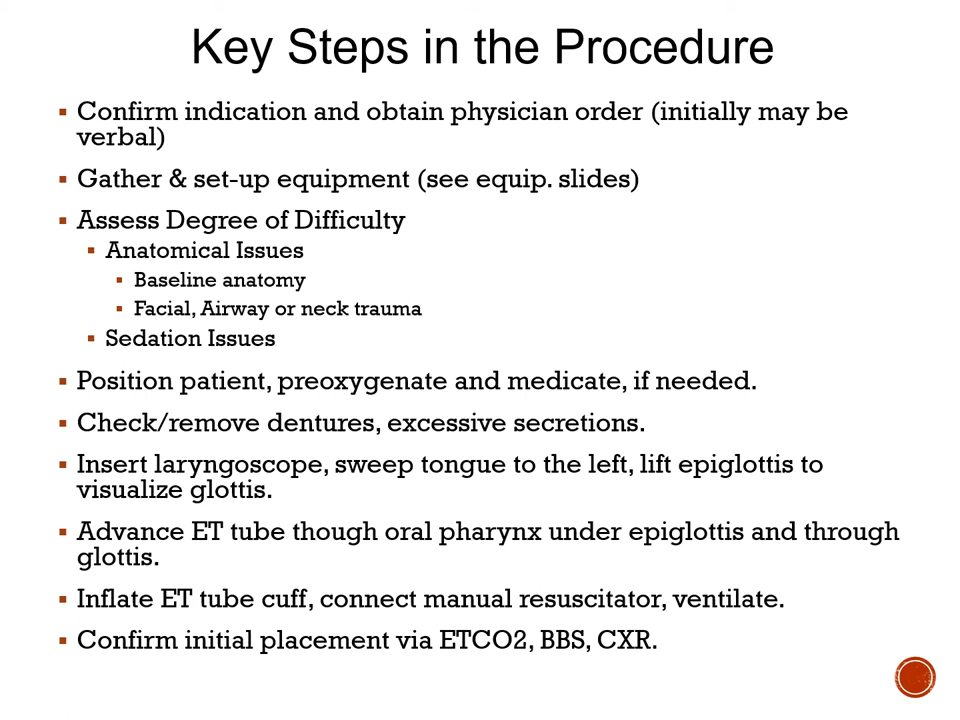 Key Steps in the Procedure
▪ Confirm indication and obtain physician order (initially may be
verbal)
▪ Gather & set-up equipment (see equip. slides)
▪ Assess Degree of Difficulty
▪ Anatomical Issues
▪ Baseline anatomy
▪ Facial, Airway or neck trauma
▪ Sedation Issues
▪ Position patient, preoxygenate and medicate, if needed.
▪ Check/remove dentures, excessive secretions.
▪ Insert laryngoscope, sweep tongue to the left, lift epiglottis to
visualize glottis.
▪ Advance ET tube though oral pharynx under epiglottis and through
glottis.
▪ Inflate ET tube cuff, connect manual resuscitator, ventilate.
▪ Confirm initial placement via ETCO2, BBS, CXR.